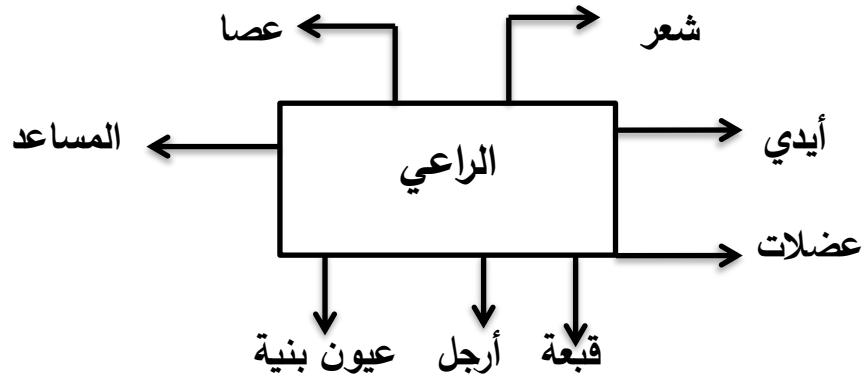 شعر
عصا
أيدي
المساعد
الراعي
عضلات
قبعة
أرجل
عيون بنية